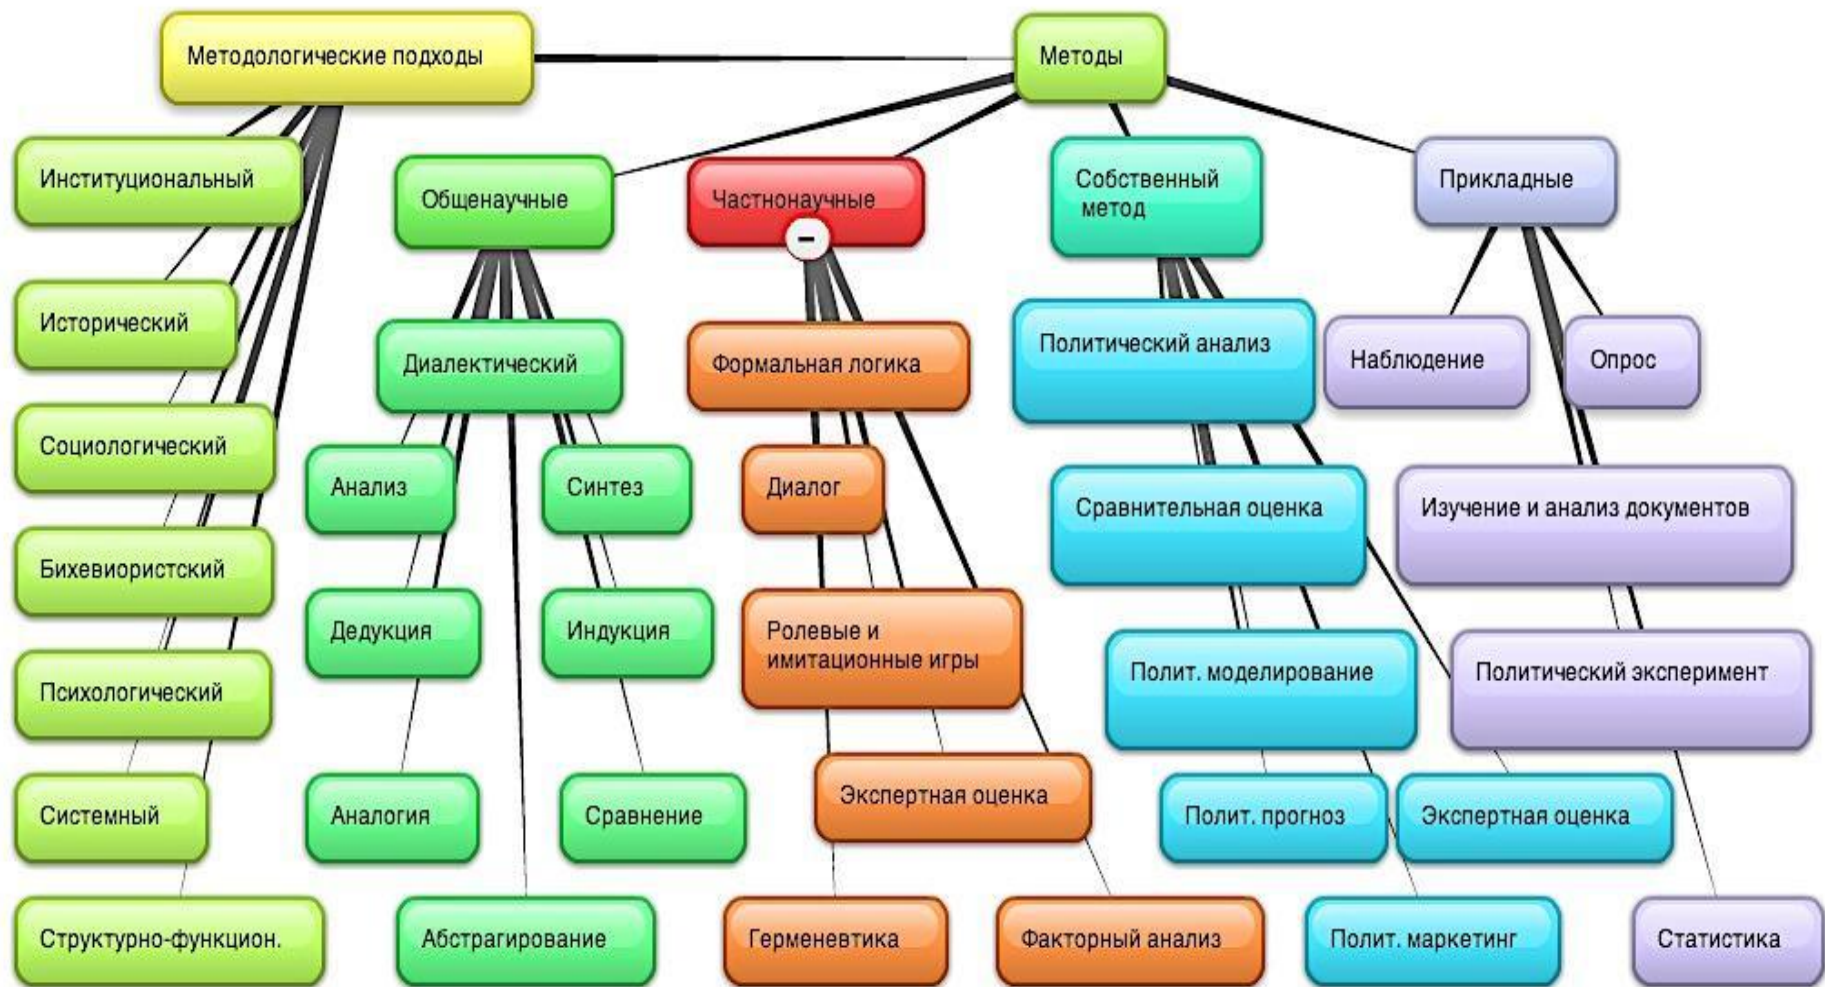 Методологические подходы
Методы
Институциональный
Исторический
Социологический
Бихевиористский
Психологический
Системный
Структурно-функцион.
Общенаучные
Диалектический
Анализ
Синтез
Дедукция
Индукция
Аналогия
Сравнение
Абстрагирование
Частнонаучные
Формальная логика
Диалог
Ролевые и
имитационные игры
Экспертная оценка
Герменевтика
Факторный анализ
Собственный
метод
Политический анализ
Сравнительная оценка
Полит. моделирование
Полит. прогноз
Экспертная оценка
Полит. маркетинг
Прикладные
Наблюдение
Опрос
Изучение и анализ документов
Политический эксперимент
Статистика